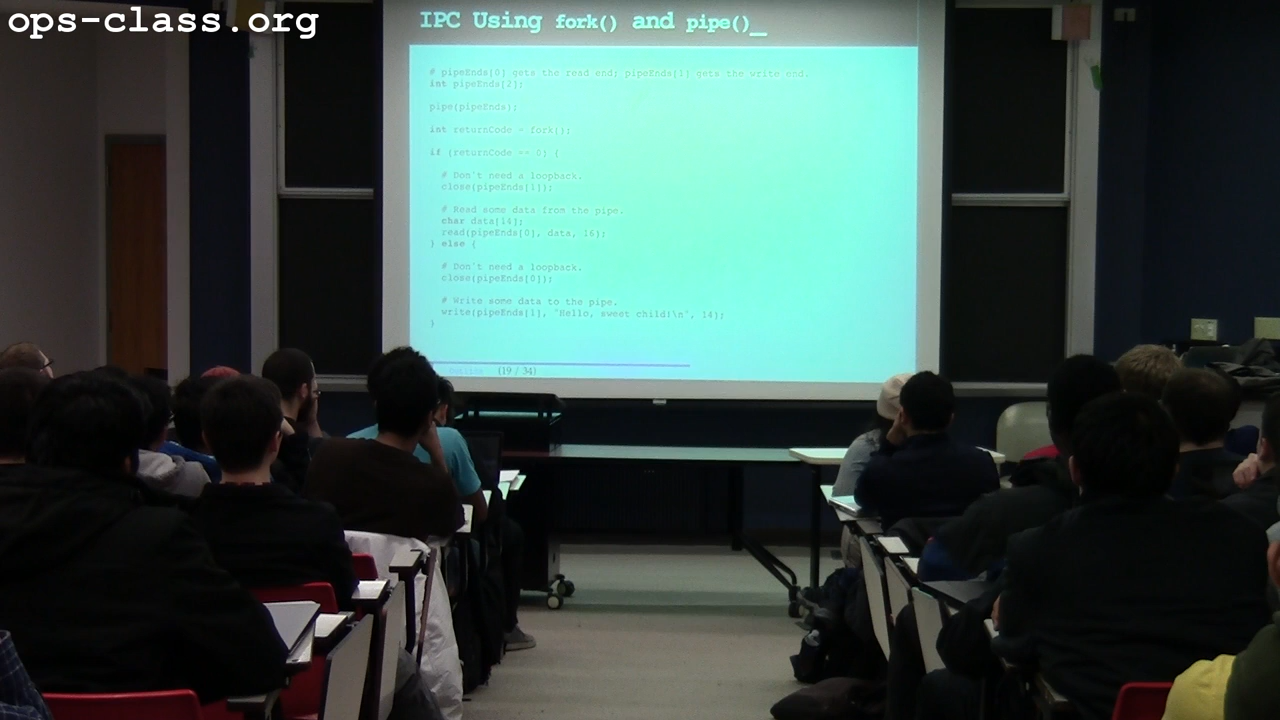 ops-class.org
IPC Using fork() and pipe()_
# pipeEnds[0] gets the read end; pipeEnds[1] gets the write end.
int pipeEnds[2];
pipe(pipeEnds);
int returnCode = fork();
if (returnCode == 0) {
# Don't need a loopback.
close(pipeEnds[1]);
# Read some data from the pipe.
char data[14];
read(pipeEnds[0], data, 16);
} else {
# Don't need a loopback.
close(pipeEnds[0]);
# Write some data to the pipe.
write(pipeEnds[1], "Hello, sweet child!\n", 14);
}
(19 / 34)